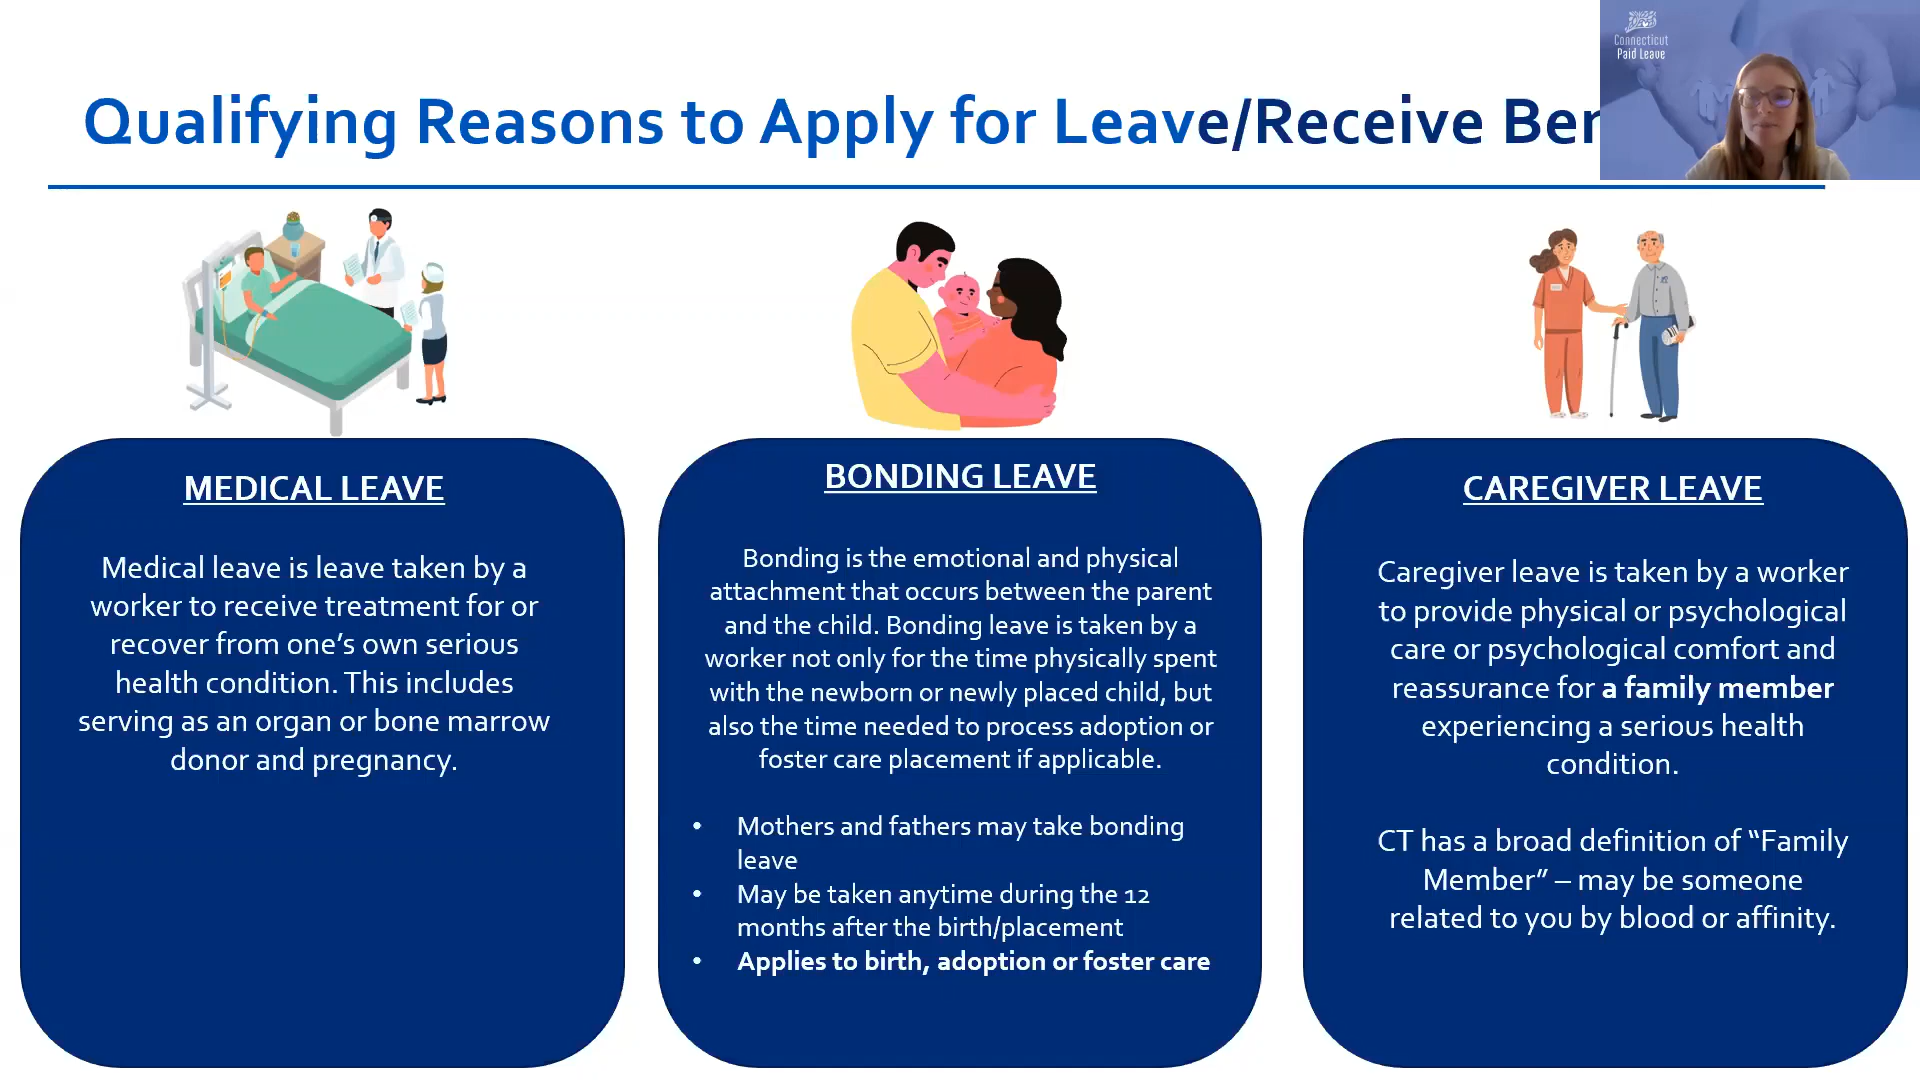 Connecticut
Paid Leave
Qualifying Reasons to Apply for Leave/Receive
MEDICAL LEAVE
Medical leave is leave taken by a
worker to receive treatment for or
recover from one’s own serious
health condition. This includes
serving as an organ or bone marrow
donor and pregnancy.
BONDING LEAVE
Bonding is the emotional and physical
attachment that occurs between the parent
and the child. Bonding leave is taken by a
worker not only for the time physically spent
with the newborn or newly placed child, but
also the time needed to process adoption or
foster care placement if applicable.
• Mothers and fathers may take bonding
leave
• May be taken anytime during the 12
months after the birth/placement
• Applies to birth, adoption or foster care
CAREGIVER LEAVE
Caregiver leave is taken by a worker
to provide physical or psychological
care or psychological comfort and
reassurance for a family member
experiencing a serious health
condition.
CT has a broad definition of “Family
Member” – may be someone
related to you by blood or affinity.